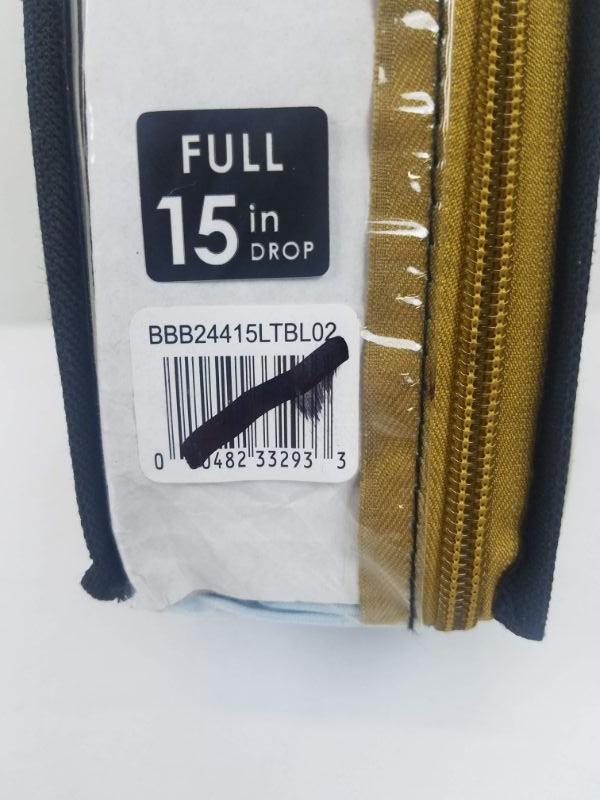 FULL
15 in
DROP
BBB24415LTBL02
0 0482 33293 3